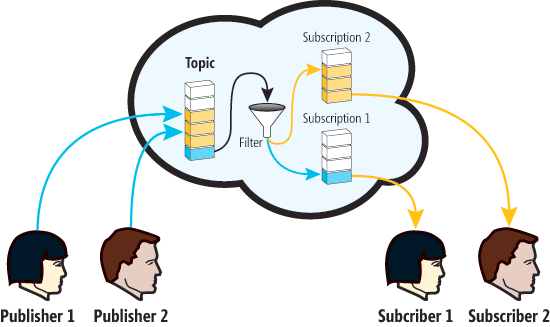 Subscription 2
Topic
Subscription 1
Filter
Publisher 1
Publisher 2
Subcriber 1
Subscriber 2